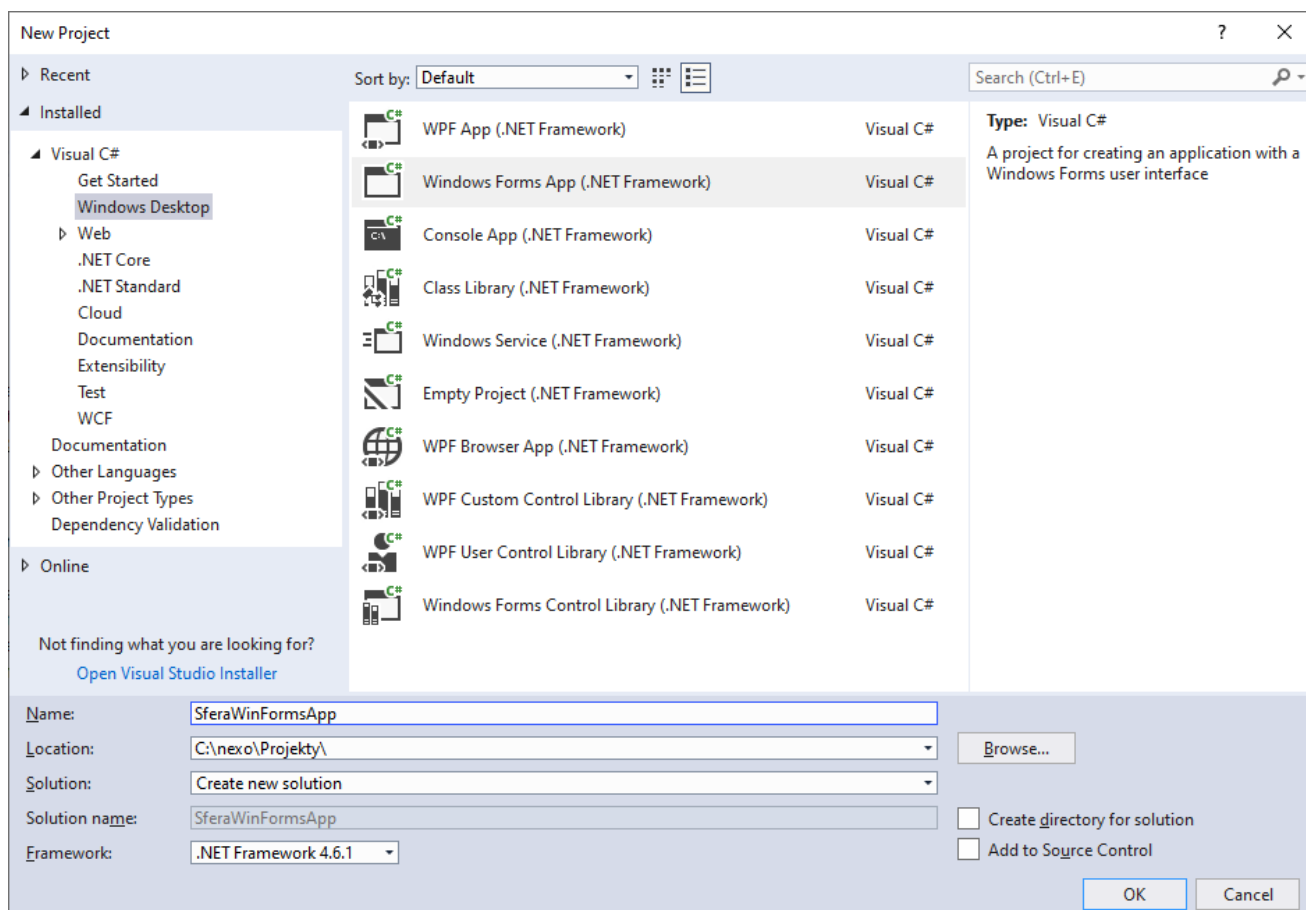 New Project
?
Recent
Installed
Visual C#
Get Started
Windows Desktop
Web
.NET Core
.NET Standard
Cloud
Documentation
Extensibility
Test
WCF
Documentation
Other Languages
Other Project Types
Dependency Validation
Online
Not finding what you are looking for?
Open Visual Studio Installer
Sort by: Default
WPF App (.NET Framework) Visual C#
Windows Forms App (.NET Framework) Visual C#
Console App (.NET Framework) Visual C#
Class Library (.NET Framework) Visual C#
Windows Service (.NET Framework) Visual C#
Empty Project (.NET Framework) Visual C#
WPF Browser App (.NET Framework) Visual C#
WPF Custom Control Library (.NET Framework) Visual C#
WPF User Control Library (.NET Framework) Visual C#
Windows Forms Control Library (.NET Framework) Visual C#
Search (Ctrl+E)
Type: Visual C#
A project for creating an application with a
Windows Forms user interface
Name: SferaWinFormsApp
Location: C:\nexo\Projekty\ Browse...
Solution: Create new solution
Solution name: SferaWinFormsApp
Create directory for solution
Framework: .NET Framework 4.6.1
Add to Source Control
OK Cancel